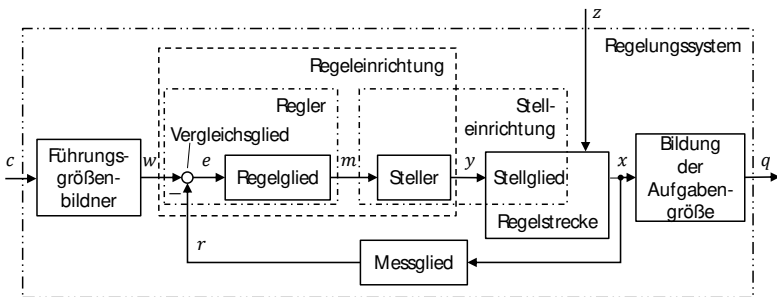 z
Regelungssystem
Regeleinrichtung
Regler
Stell-
einrichtung
Vergleichsglied
c
Führungs-
größen-
bildner
w
e
Regelglied
m
Steller
y
Stellglied
Regelstrecke
x
Bildung
der
Aufgaben-
größe
q
−
r
Messglied